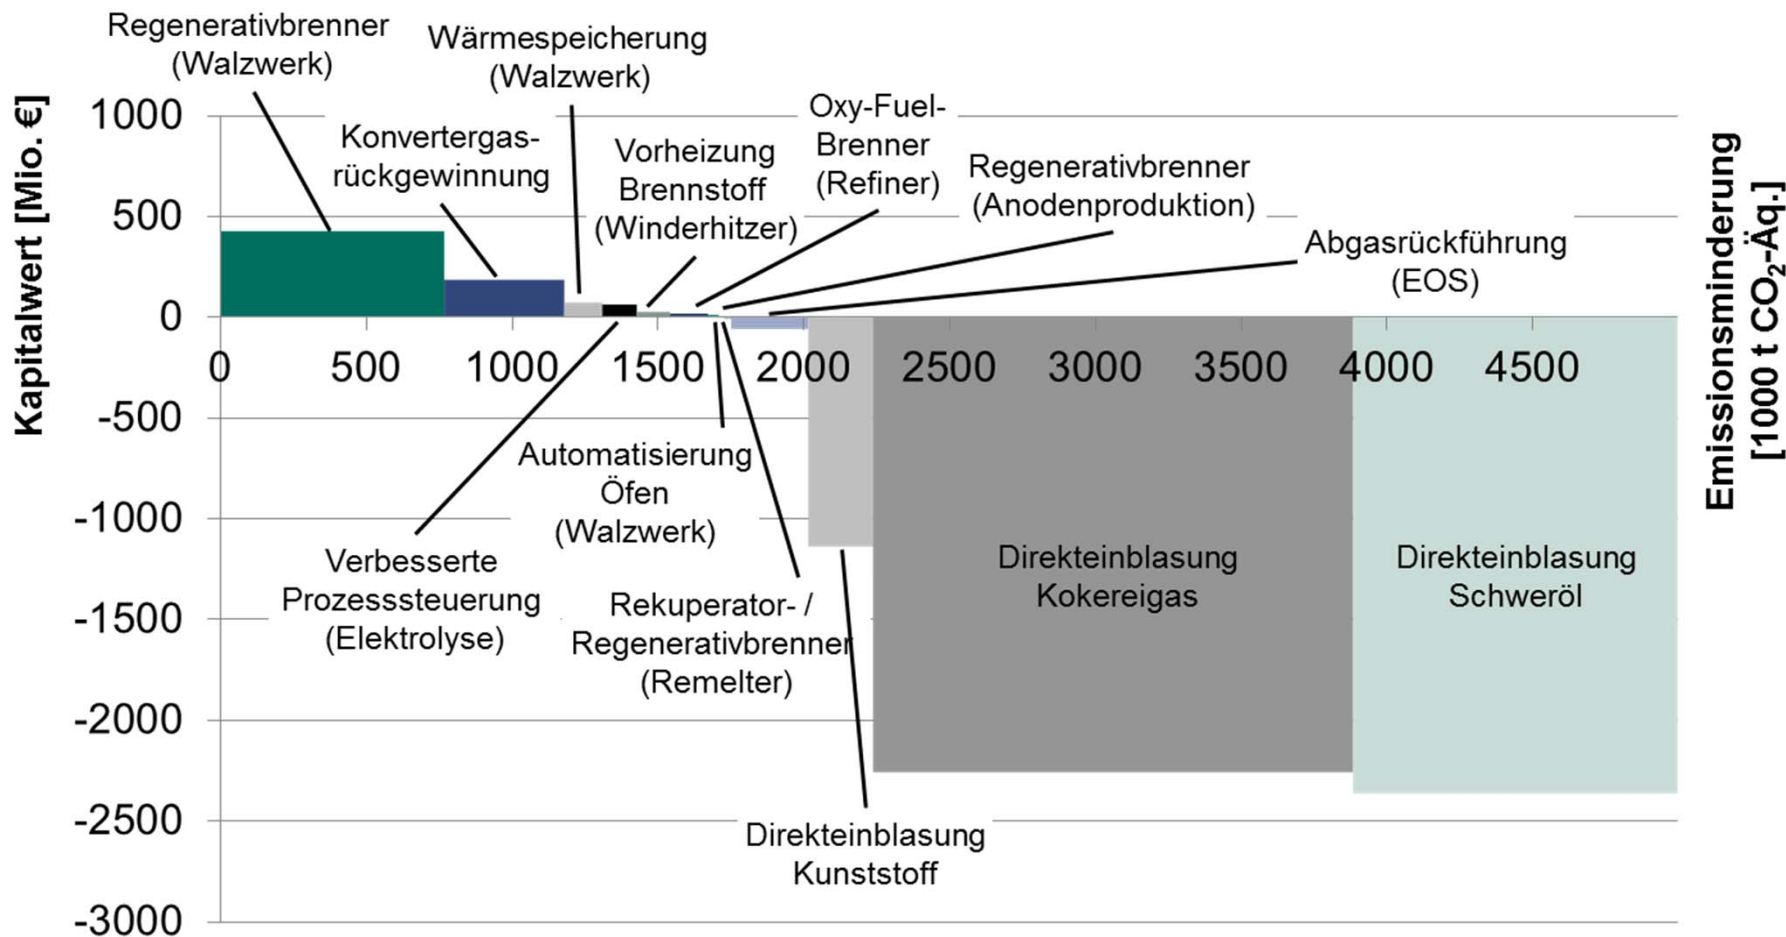 Regenerativbrenner
(Walzwerk)
Wärmespeicherung
(Walzwerk)
Konvertergas-
rückgewinnung
Vorheizung
Brennstoff
(Winderhitzer)
Oxy-Fuel-
Brenner
(Refiner)
Regenerativbrenner
(Anodenproduktion)
Abgasrückführung
(EOS)
Kapitalwert [Mio. €]
1000
500
0
-500
-1000
-1500
-2000
-2500
-3000
0 500 1000 1500 2000 2500 3000 3500 4000 4500
Emissionsminderung
[1000 t CO₂-Äq.]
Automatisierung
Öfen
(Walzwerk)
Verbesserte
Prozesssteuerung
(Elektrolyse)
Rekuperator- /
Regenerativbrenner
(Remelter)
Direkteinblasung
Kokereigas
Direkteinblasung
Schweröl
Direkteinblasung
Kunststoff